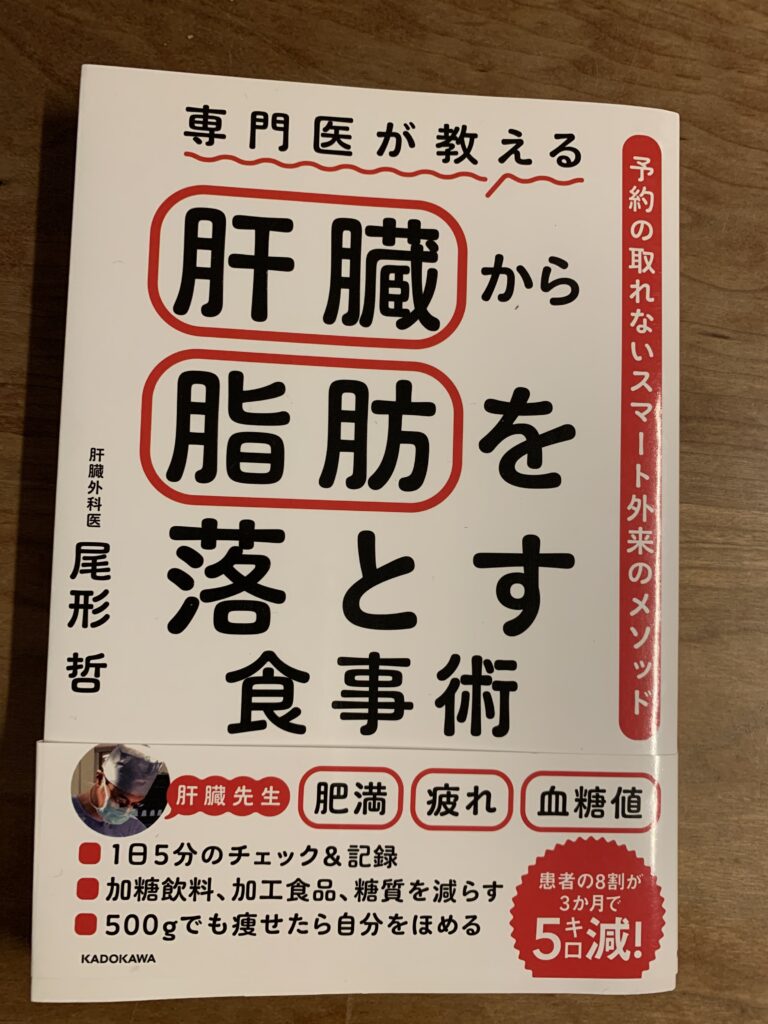 専門医が教える
肝臓から
脂肪を
落とす
食事術
予約の取れないスマート外来のメソッド
肝臓外科医
尾形 哲
肝臓先生
肥満
疲れ
血糖値
1日5分のチェック&記録
加糖飲料、加工食品、糖質を減らす
500gでも痩せたら自分をほめる
患者の8割が
3か月で
5キロ減!
KADOKAWA